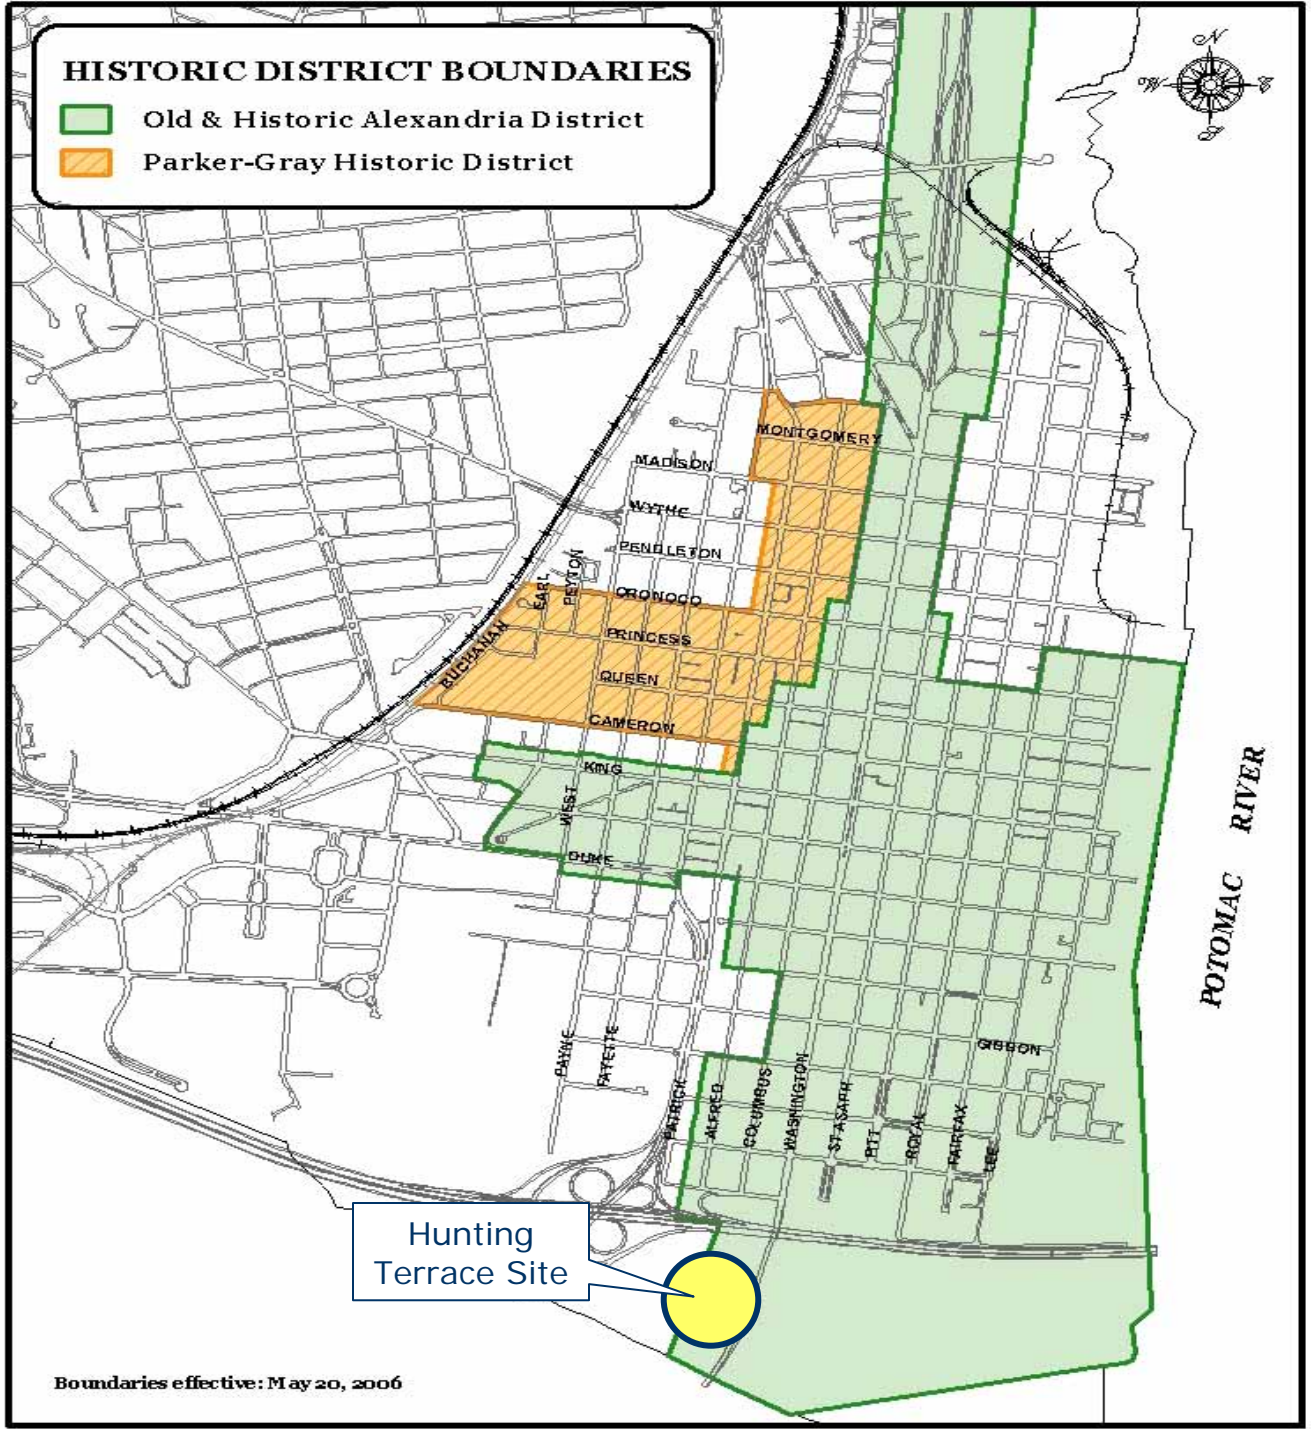 HISTORIC DISTRICT BOUNDARIES
Old & Historic Alexandria District
Parker-Gray Historic District
N
W
E
S
MONTGOMERY
MADISON
WYTHE
PENDLETON
EARL
PEYTON
ORONOCO
BUCHANAN
PRINCESS
QUEEN
CAMERON
KING
WEST
DUKE
POTOMAC RIVER
PAYNE
FAYETTE
GIBBON
PATRICK
ALFRED
COLUMBUS
WASHINGTON
ST ASAPH
PITT
ROYAL
FAIRFAX
LEE
Hunting
Terrace Site
Boundaries effective: May 20, 2006